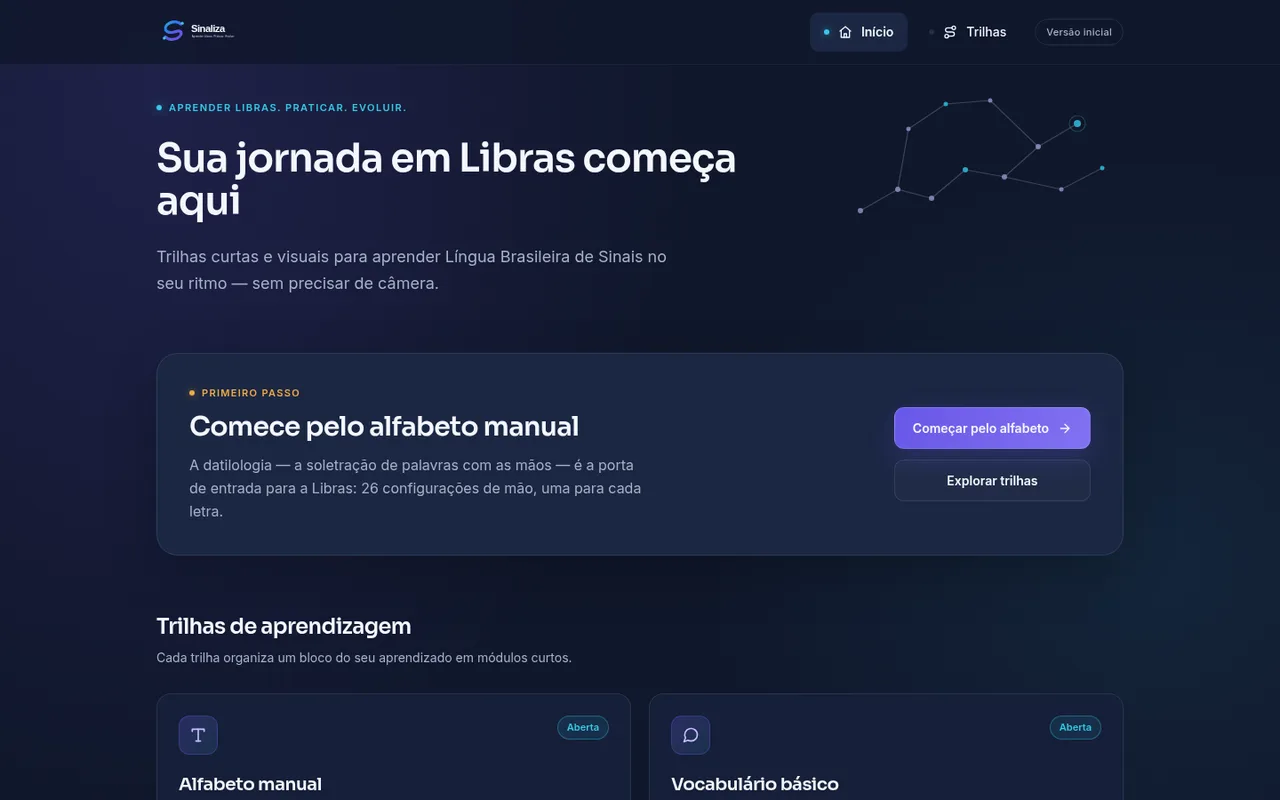 Sinaliza
Início
Trilhas
Versão inicial
APRENDER LIBRAS. PRATICAR. EVOLUIR.
Sua jornada em Libras começa
aqui
Trilhas curtas e visuais para aprender Língua Brasileira de Sinais no
seu ritmo — sem precisar de câmera.
PRIMEIRO PASSO
Comece pelo alfabeto manual
A datilologia — a soletração de palavras com as mãos — é a porta
de entrada para a Libras: 26 configurações de mão, uma para cada
letra.
Começar pelo alfabeto
Explorar trilhas
Trilhas de aprendizagem
Cada trilha organiza um bloco do seu aprendizado em módulos curtos.
Aberta
Alfabeto manual
Aberta
Vocabulário básico